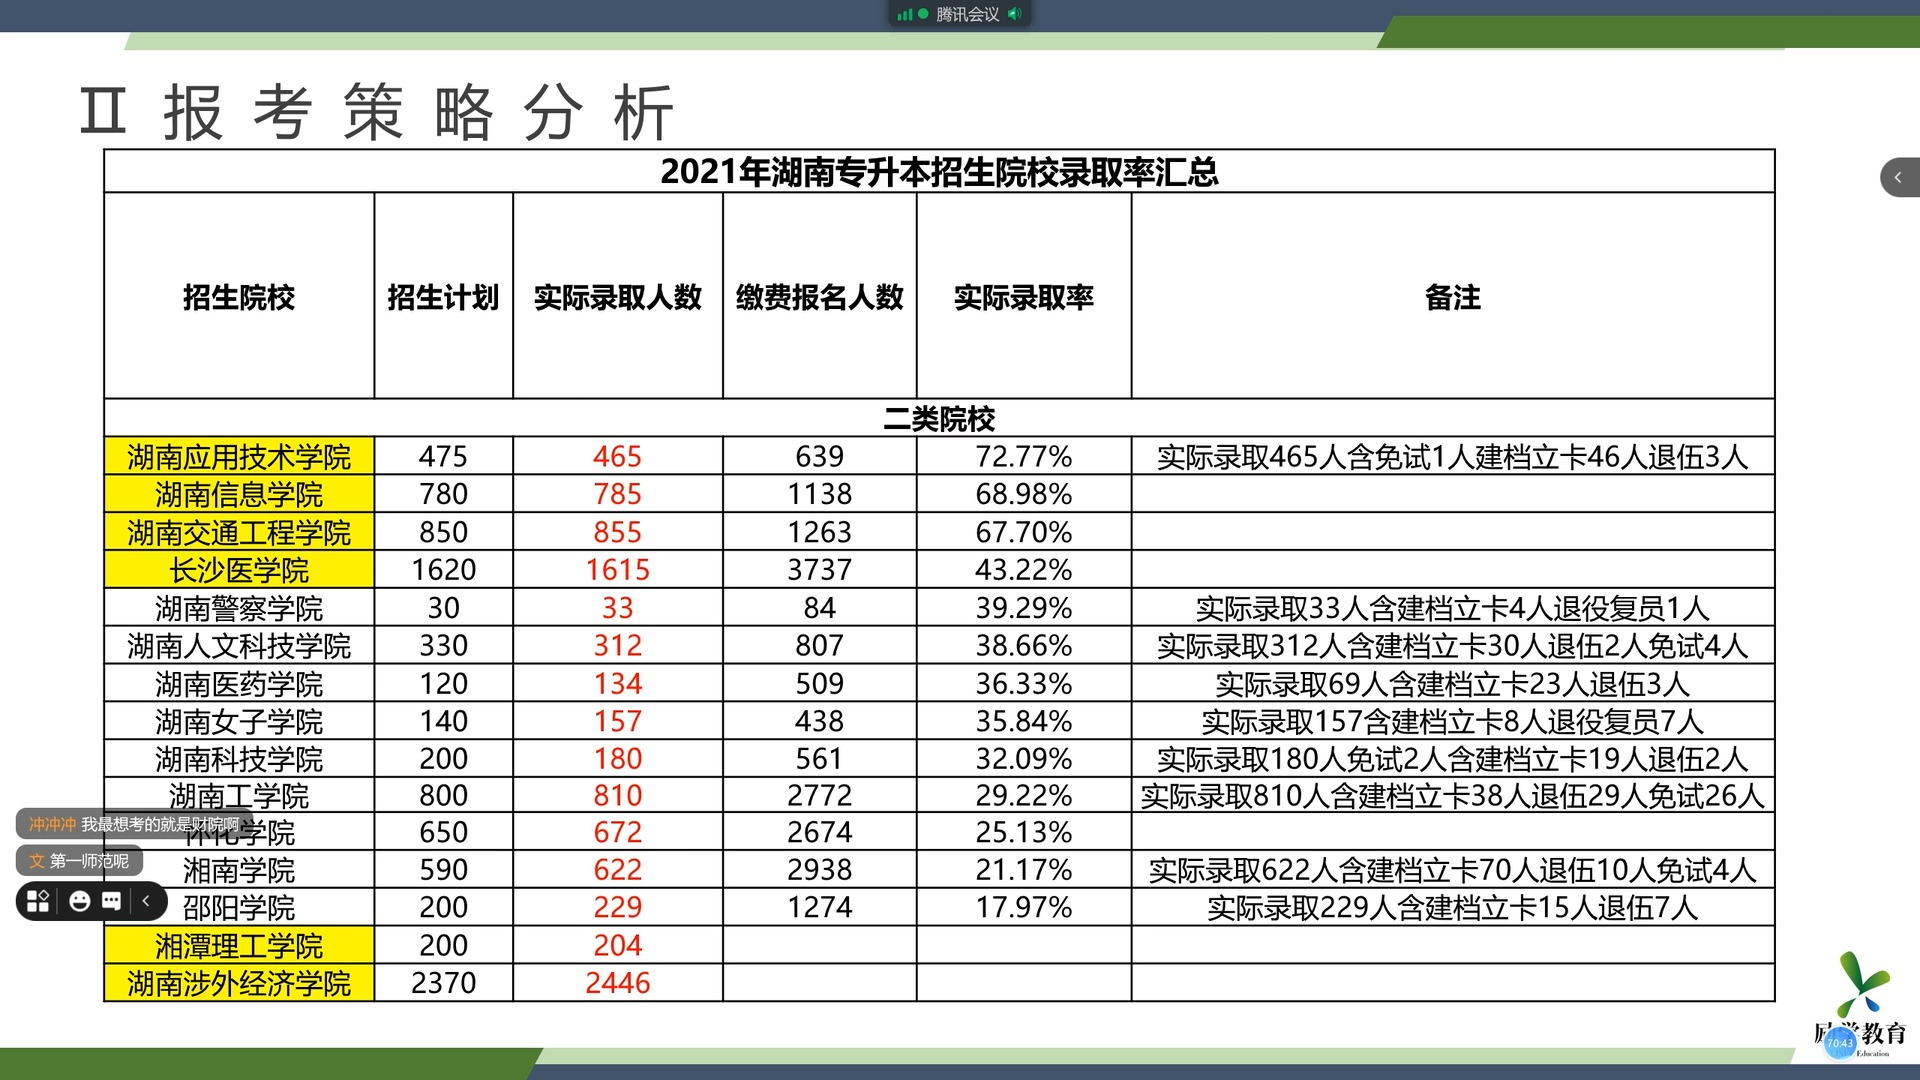 腾讯会议
Ⅱ 报考策略分析
2021年湖南专升本招生院校录取率汇总
招生院校 招生计划 实际录取人数 缴费报名人数 实际录取率 备注
二类院校
湖南应用技术学院 475 465 639 72.77% 实际录取465人含免试1人建档立卡46人退伍3人
湖南信息学院 780 785 1138 68.98%
湖南交通工程学院 850 855 1263 67.70%
长沙医学院 1620 1615 3737 43.22%
湖南警察学院 30 33 84 39.29% 实际录取33人含建档立卡4人退役复员1人
湖南人文科技学院 330 312 807 38.66% 实际录取312人含建档立卡30人退伍2人免试4人
湖南医药学院 120 134 509 36.33% 实际录取69人含建档立卡23人退伍3人
湖南女子学院 140 157 438 35.84% 实际录取157含建档立卡8人退役复员7人
湖南科技学院 200 180 561 32.09% 实际录取180人免试2人含建档立卡19人退伍2人
湖南工学院 800 810 2772 29.22% 实际录取810人含建档立卡38人退伍29人免试26人
怀化学院 650 672 2674 25.13%
湘南学院 590 622 2938 21.17% 实际录取622人含建档立卡70人退伍10人免试4人
邵阳学院 200 229 1274 17.97% 实际录取229人含建档立卡15人退伍7人
湘潭理工学院 200 204
湖南涉外经济学院 2370 2446
冲冲冲 我最想考的就是财院啊
文 第一师范呢
励学教育
70:43
Education